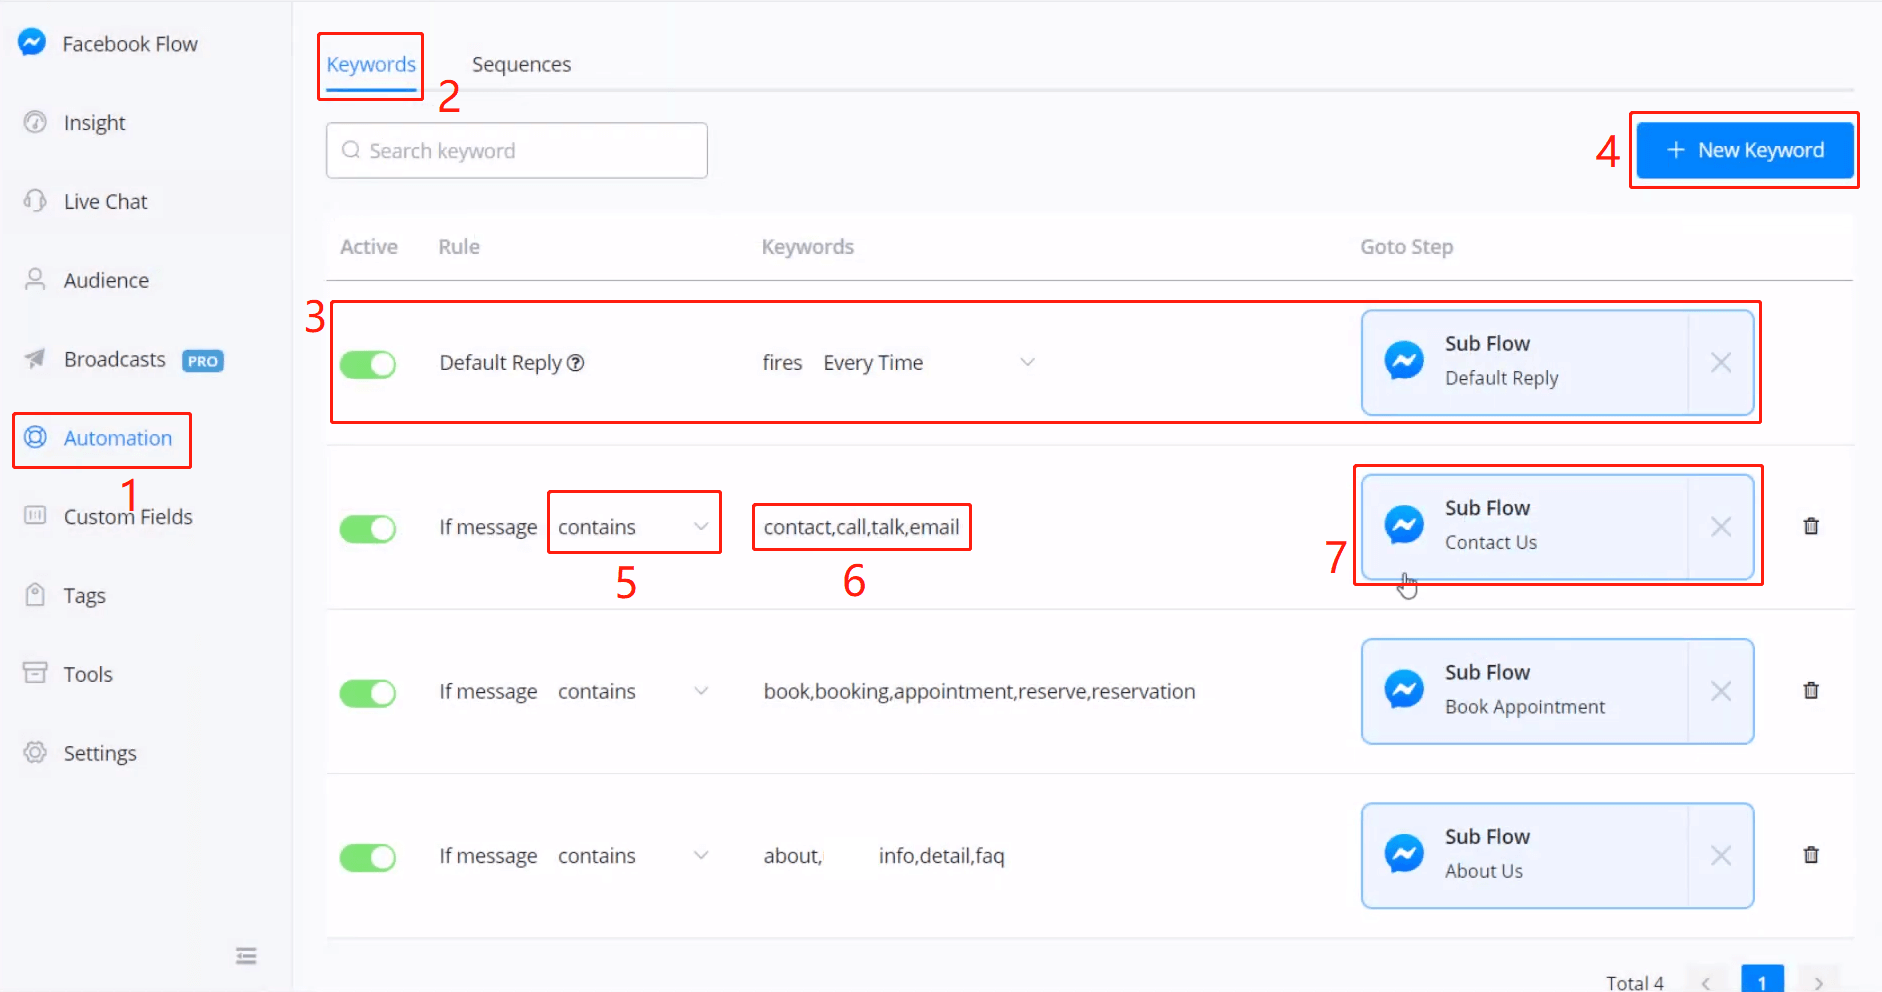 Facebook Flow
Insight
Live Chat
Audience
Broadcasts PRO
Automation
1
Custom Fields
Tags
Tools
Settings
Keywords Sequences
2
Search keyword
4 + New Keyword
Active Rule Keywords Goto Step
3
Default Reply ? fires Every Time
Sub Flow
Default Reply
If message contains contact,call,talk,email
5 6 7
Sub Flow
Contact Us
If message contains book,booking,appointment,reserve,reservation
Sub Flow
Book Appointment
If message contains about, info,detail,faq
Sub Flow
About Us
Total 4 < 1 >